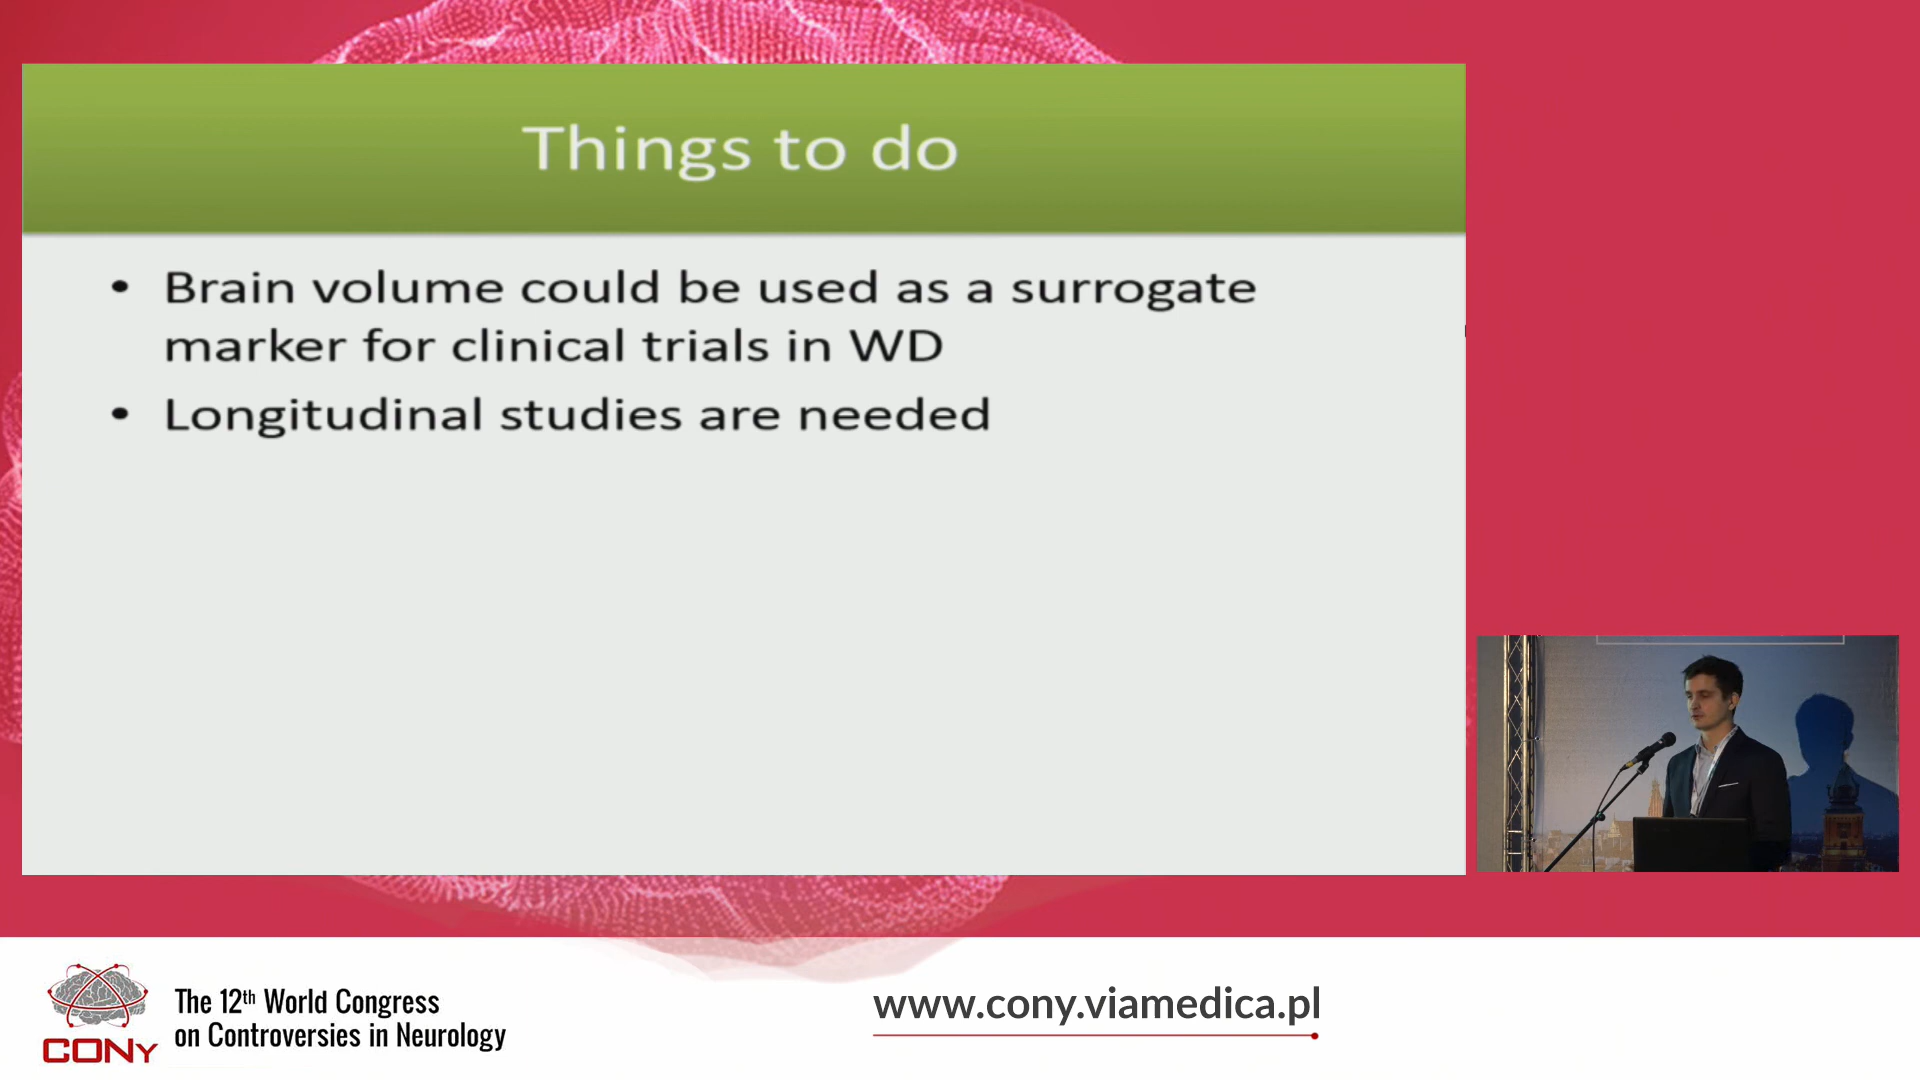 Things to do
• Brain volume could be used as a surrogate
marker for clinical trials in WD
• Longitudinal studies are needed
CONy
The 12th World Congress
on Controversies in Neurology
www.cony.viamedica.pl